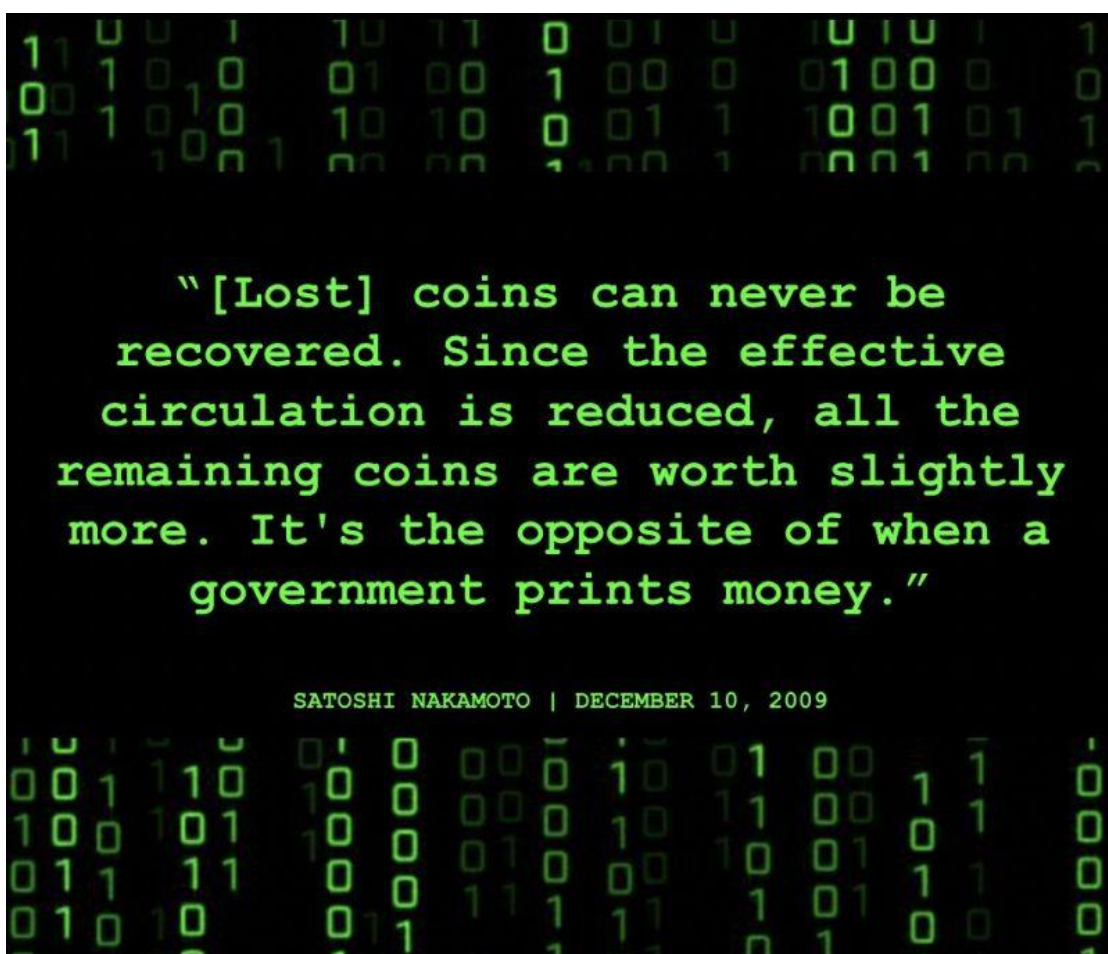 “[Lost] coins can never be
recovered. Since the effective
circulation is reduced, all the
remaining coins are worth slightly
more. It's the opposite of when a
government prints money.”
SATOSHI NAKAMOTO | DECEMBER 10, 2009